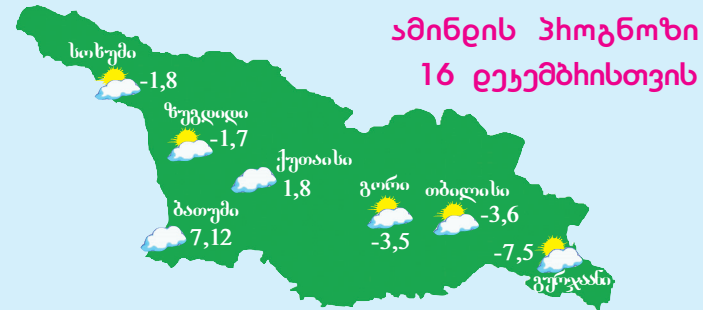 ამინდის პროგნოზი
16 დეკემბრისთვის
სოხუმი
-1,8
ზუგდიდი
-1,7
ქუთაისი
1,8
ბათუმი
7,12
გორი
-3,5
თბილისი
-3,6
-7,5
გურჯაანი